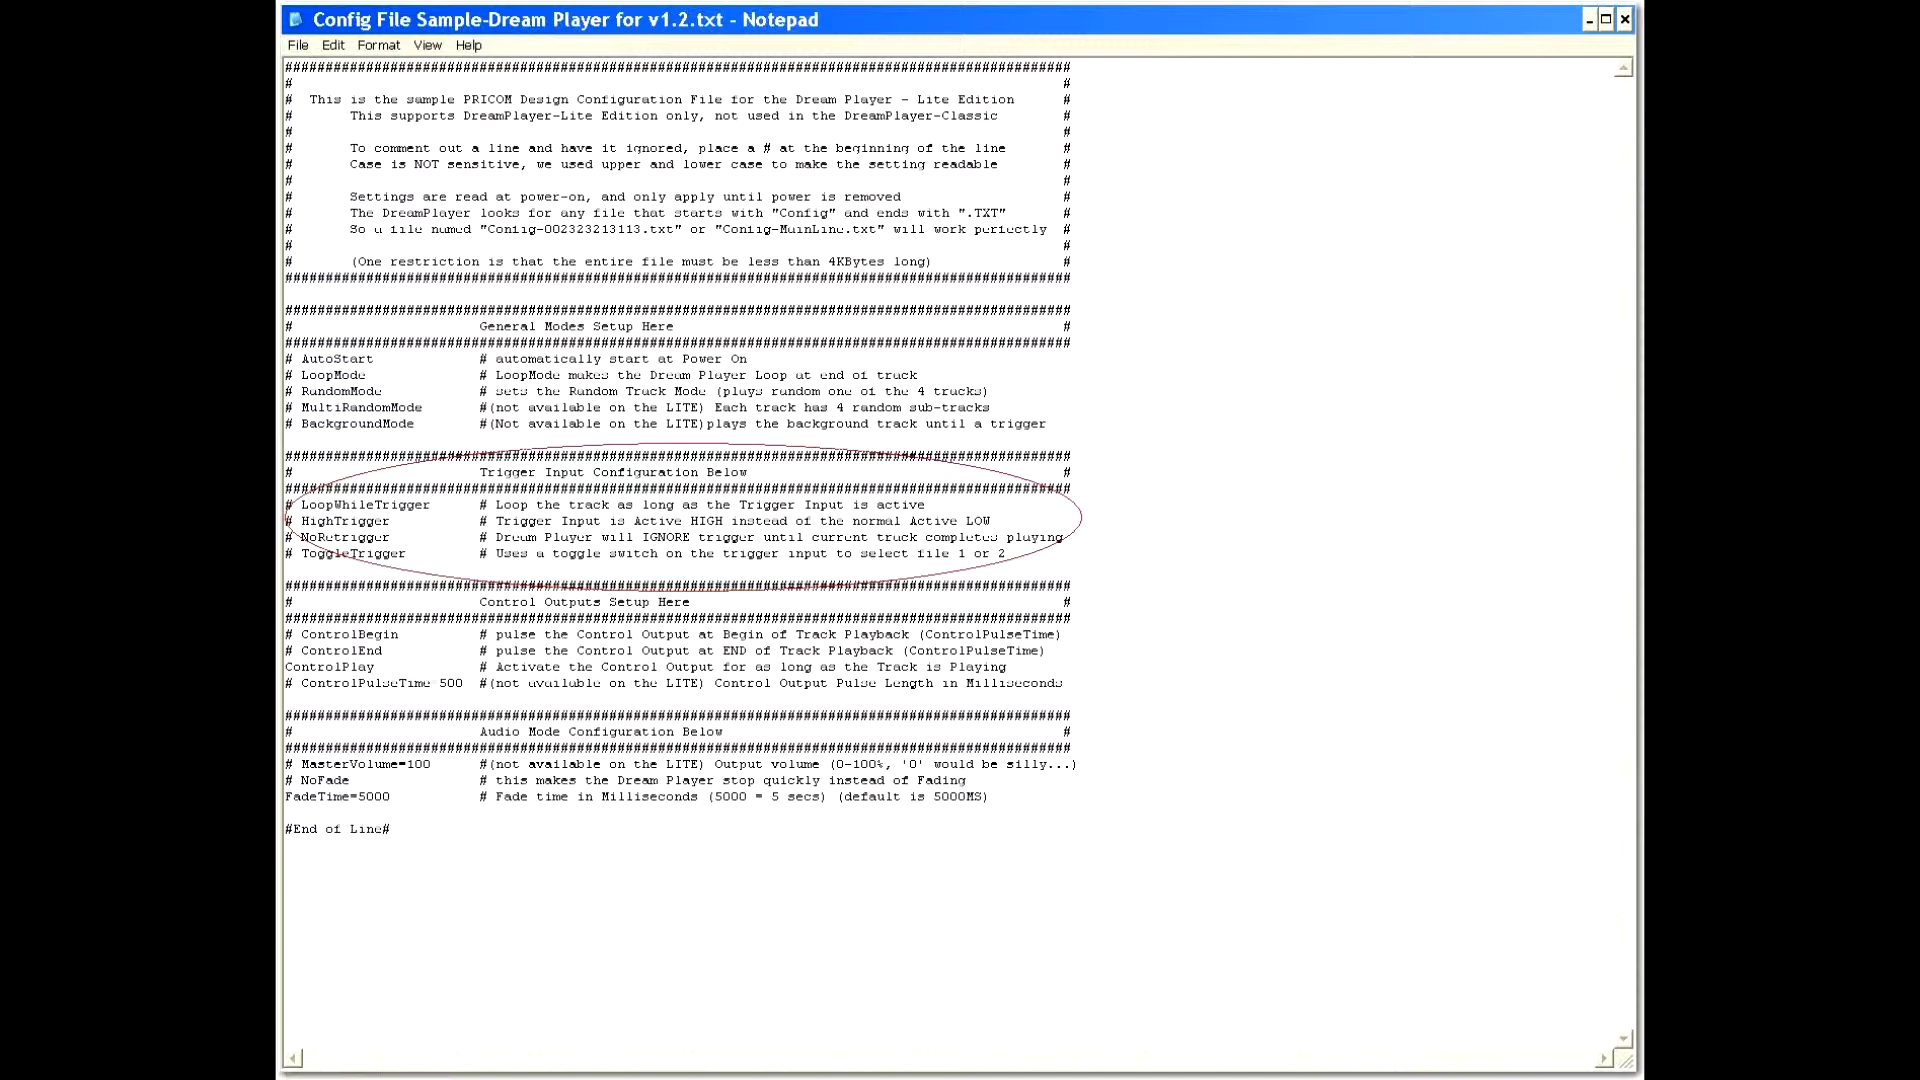 Config File Sample-Dream Player for v1.2.txt - Notepad
File Edit Format View Help
#################################################################################################
# #
# This is the sample PRICOM Design Configuration File for the Dream Player - Lite Edition #
# This supports DreamPlayer-Lite Edition only, not used in the DreamPlayer-Classic #
# #
# To comment out a line and have it ignored, place a # at the beginning of the line #
# Case is NOT sensitive, we used upper and lower case to make the setting readable #
# #
# Settings are read at power-on, and only apply until power is removed #
# The DreamPlayer looks for any file that starts with "Config" and ends with ".TXT" #
# So a file named "Config-002323213113.txt" or "Config-MainLine.txt" will work perfectly #
# #
# (One restriction is that the entire file must be less than 4KBytes long) #
#################################################################################################
#################################################################################################
# General Modes Setup Here #
#################################################################################################
# AutoStart # automatically start at Power On
# LoopMode # LoopMode makes the Dream Player Loop at end of track
# RandomMode # sets the Random Track Mode (plays random one of the 4 tracks)
# MultiRandomMode #(not available on the LITE) Each track has 4 random sub-tracks
# BackgroundMode #(Not available on the LITE)plays the background track until a trigger
#################################################################################################
# Trigger Input Configuration Below #
#################################################################################################
# LoopWhileTrigger # Loop the track as long as the Trigger Input is active
# HighTrigger # Trigger Input is Active HIGH instead of the normal Active LOW
# NoRetrigger # Dream Player will IGNORE trigger until current track completes playing
# ToggleTrigger # Uses a toggle switch on the trigger input to select file 1 or 2
#################################################################################################
# Control Outputs Setup Here #
#################################################################################################
# ControlBegin # pulse the Control Output at Begin of Track Playback (ControlPulseTime)
# ControlEnd # pulse the Control Output at END of Track Playback (ControlPulseTime)
ControlPlay # Activate the Control Output for as long as the Track is Playing
# ControlPulseTime 500 #(not available on the LITE) Control Output Pulse Length in Milliseconds
#################################################################################################
# Audio Mode Configuration Below #
#################################################################################################
# MasterVolume=100 #(not available on the LITE) Output volume (0-100%, '0' would be silly...)
# NoFade # this makes the Dream Player stop quickly instead of Fading
FadeTime=5000 # Fade time in Milliseconds (5000 = 5 secs) (default is 5000MS)
#End of Line#